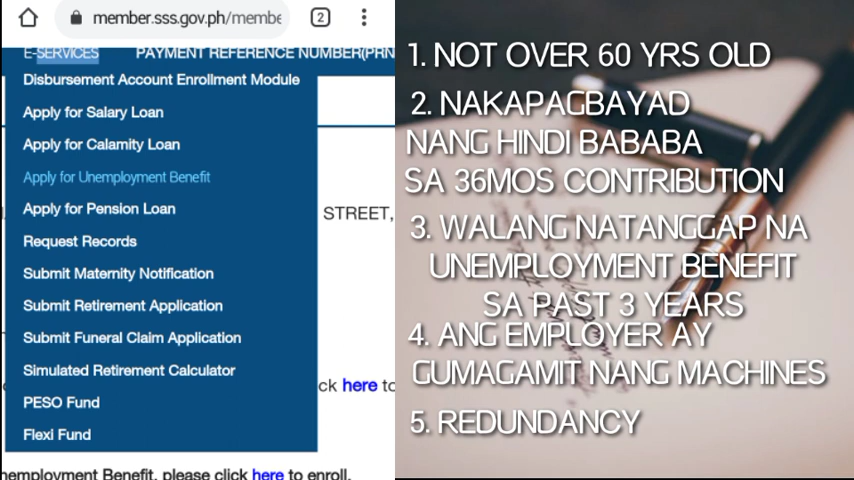 member.sss.gov.ph/membe
2
E-SERVICES
PAYMENT REFERENCE NUMBER(PRN
Disbursement Account Enrollment Module
Apply for Salary Loan
Apply for Calamity Loan
Apply for Unemployment Benefit
Apply for Pension Loan
STREET,
Request Records
Submit Maternity Notification
Submit Retirement Application
Submit Funeral Claim Application
Simulated Retirement Calculator
ck here to
PESO Fund
Flexi Fund
nemployment Benefit, please click here to enroll.
1. NOT OVER 60 YRS OLD
2. NAKAPAGBAYAD
NANG HINDI BABABA
SA 36MOS CONTRIBUTION
3. WALANG NATANGGAP NA
UNEMPLOYMENT BENEFIT
SA PAST 3 YEARS
4. ANG EMPLOYER AY
GUMAGAMIT NANG MACHINES
5. REDUNDANCY